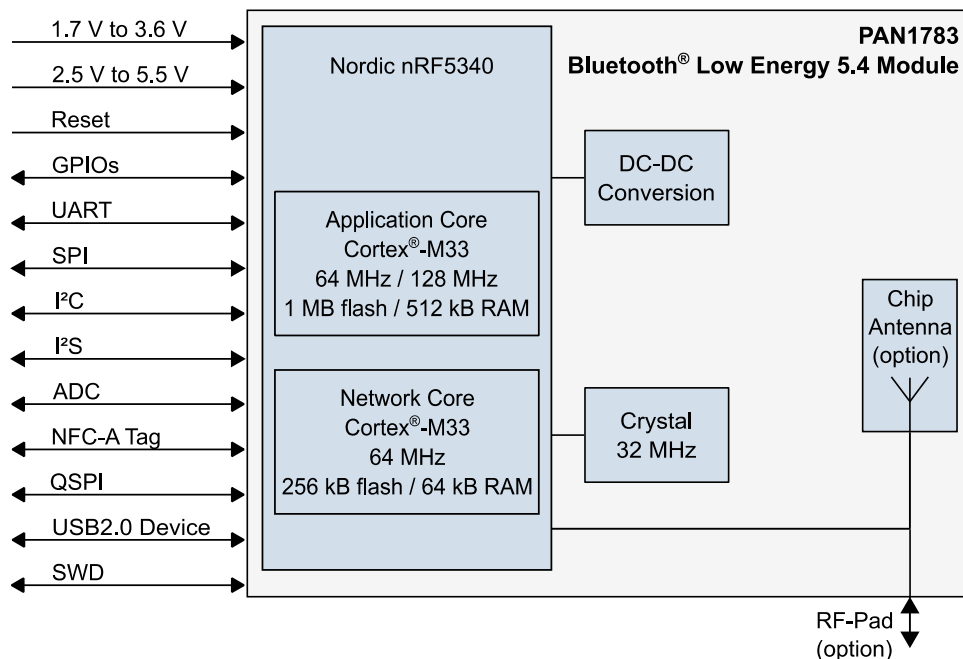 1.7 V to 3.6 V
2.5 V to 5.5 V
Reset
GPIOs
UART
SPI
I²C
I²S
ADC
NFC-A Tag
QSPI
USB2.0 Device
SWD
Nordic nRF5340
Application Core
Cortex®-M33
64 MHz / 128 MHz
1 MB flash / 512 kB RAM
Network Core
Cortex®-M33
64 MHz
256 kB flash / 64 kB RAM
PAN1783
Bluetooth® Low Energy 5.4 Module
DC-DC
Conversion
Crystal
32 MHz
Chip
Antenna
(option)
RF-Pad
(option)